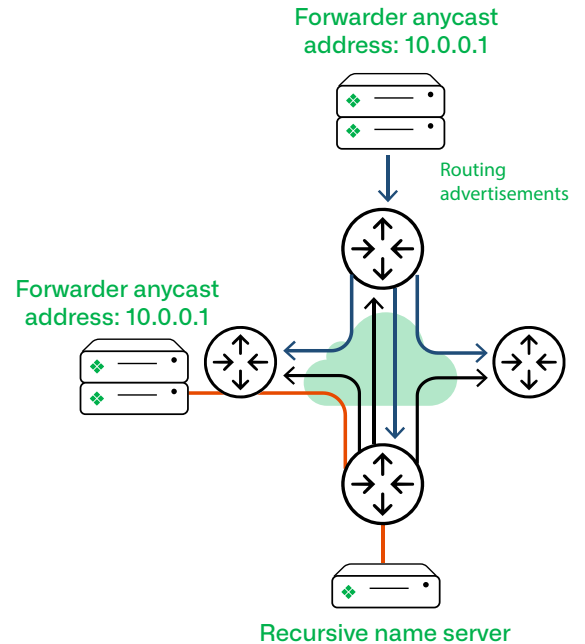 Forwarder anycast
address: 10.0.0.1
Routing
advertisements
Forwarder anycast
address: 10.0.0.1
Recursive name server